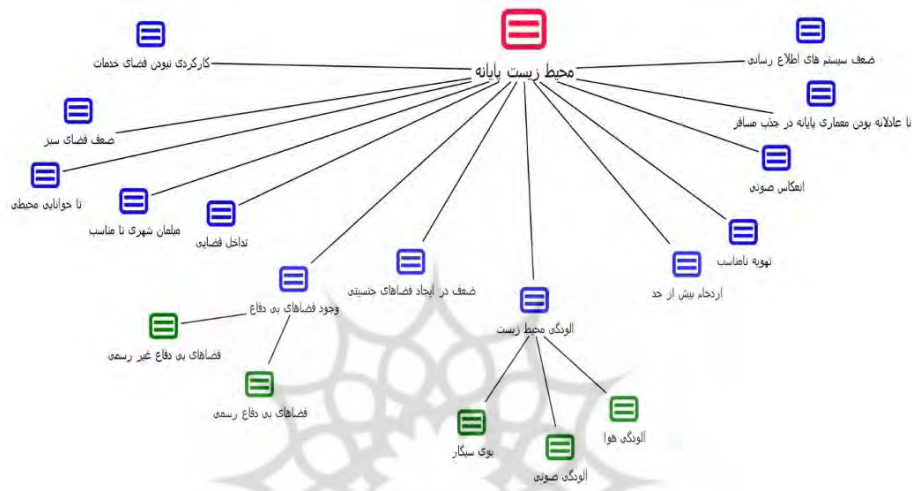 محیط زیست پایانه
ضعف سیستم های اطلاع رسانی
کارکردی نبودن فضای خدمات
نا عادلانه بودن معماری پایانه در جذب مسافر
ضعف فضای سبز
انعکاس صوتی
نا خوانایی محیطی
مبلمان شهری نا مناسب
تداخل فضایی
تهویه نامناسب
ازدحام بیش از حد
ضعف در ایجاد فضاهای جنسیتی
وجود فضاهای بی دفاع
آلودگی محیط زیست
فضاهای بی دفاع غیر رسمی
فضاهای بی دفاع رسمی
آلودگی هوا
بوی سیگار
آلودگی صوتی